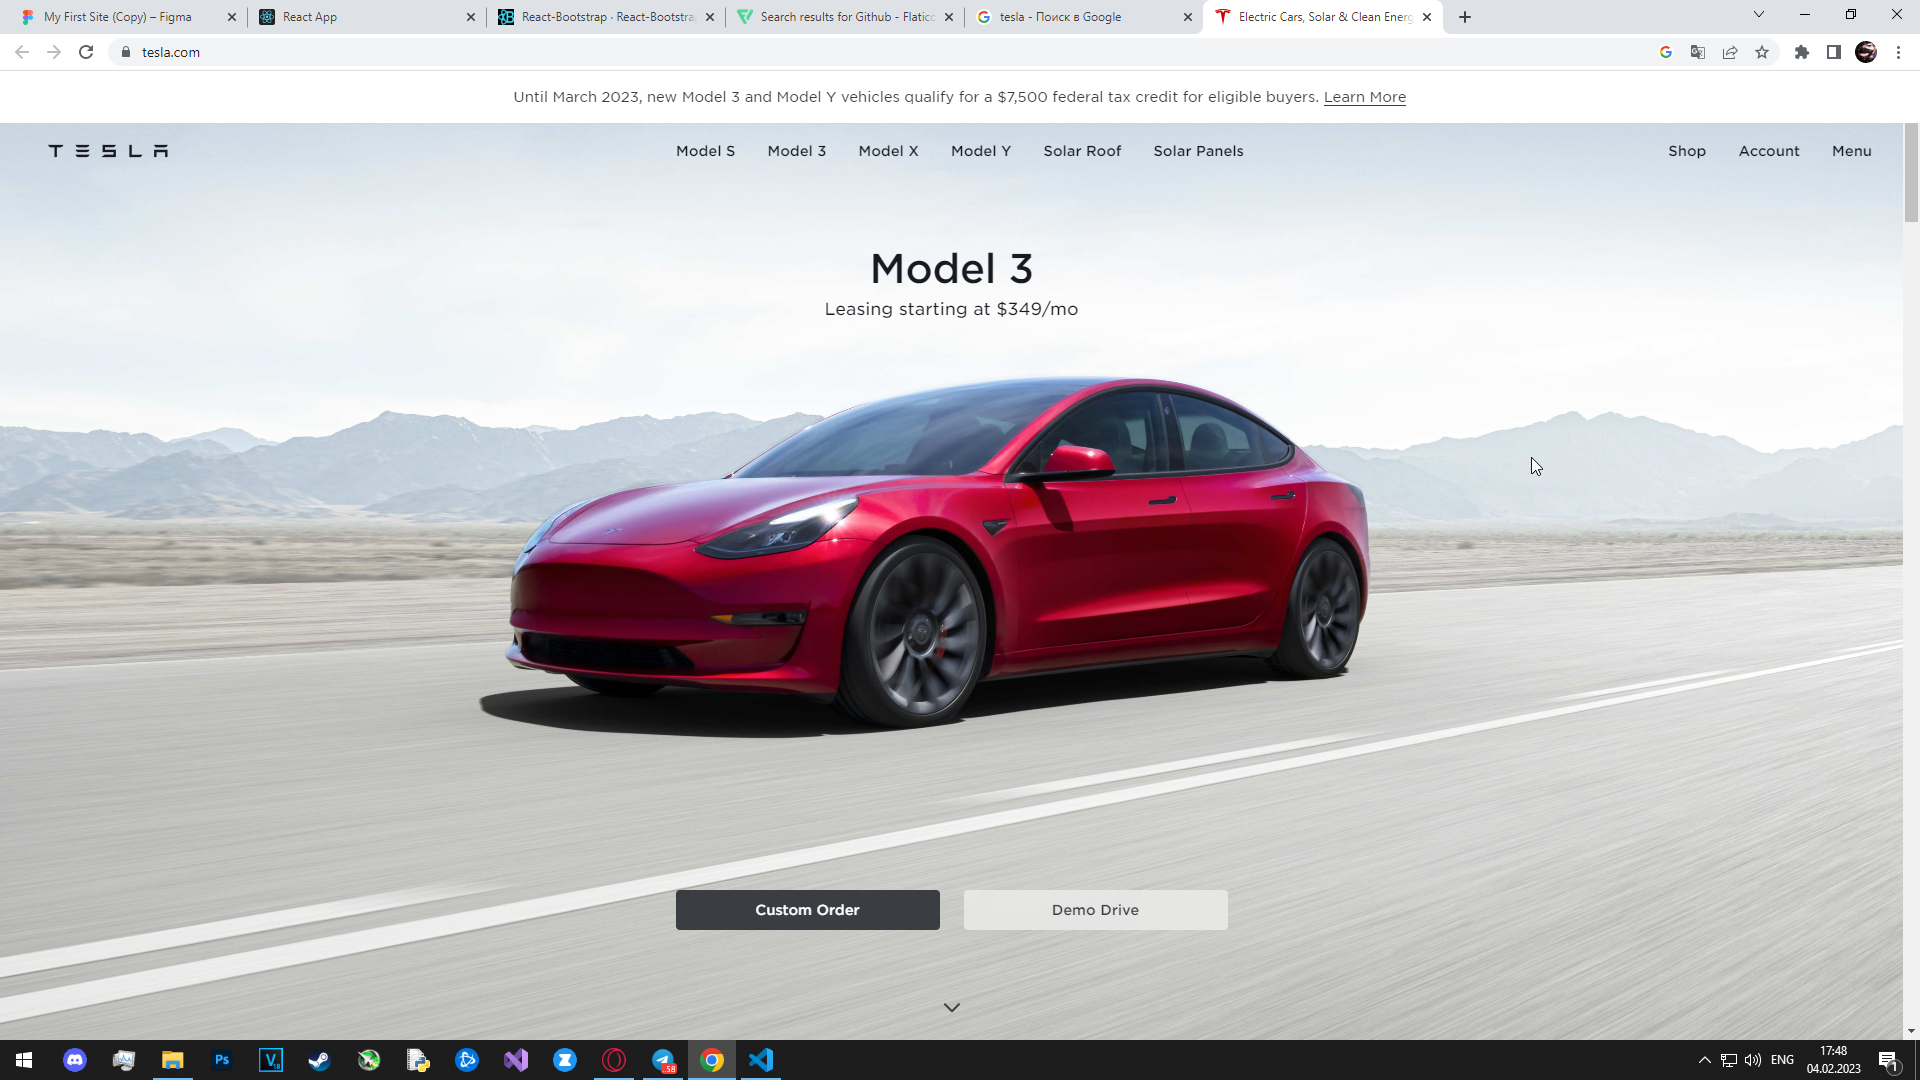 My First Site (Copy) – Figma
React App
React-Bootstrap · React-Bootstra
Search results for Github - Flatico
tesla - Поиск в Google
Electric Cars, Solar & Clean Energ
tesla.com
Until March 2023, new Model 3 and Model Y vehicles qualify for a $7,500 federal tax credit for eligible buyers. Learn More
TESLA
Model S
Model 3
Model X
Model Y
Solar Roof
Solar Panels
Shop
Account
Menu
Model 3
Leasing starting at $349/mo
Custom Order
Demo Drive
Ps
V
18
.58
ENG
17:48
04.02.2023
1